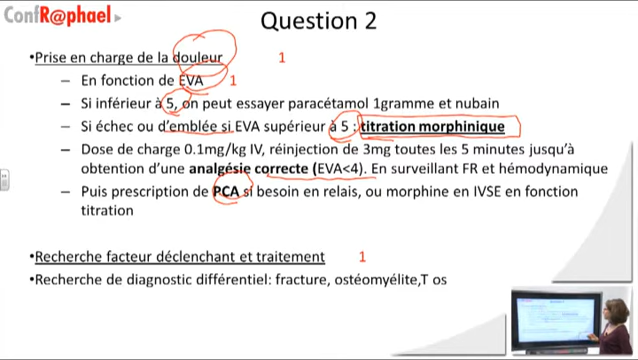 ConfR@phael
Question 2
•Prise en charge de la douleur 1
– En fonction de EVA 1
– Si inférieur à 5, on peut essayer paracétamol 1gramme et nubain
– Si échec ou d'emblée si EVA supérieur à 5 : titration morphinique
– Dose de charge 0.1mg/kg IV, réinjection de 3mg toutes les 5 minutes jusqu'à
obtention d'une analgésie correcte (EVA<4). En surveillant FR et hémodynamique
– Puis prescription de PCA si besoin en relais, ou morphine en IVSE en fonction
titration
•Recherche facteur déclenchant et traitement 1
•Recherche de diagnostic différentiel: fracture, ostéomyélite,T os